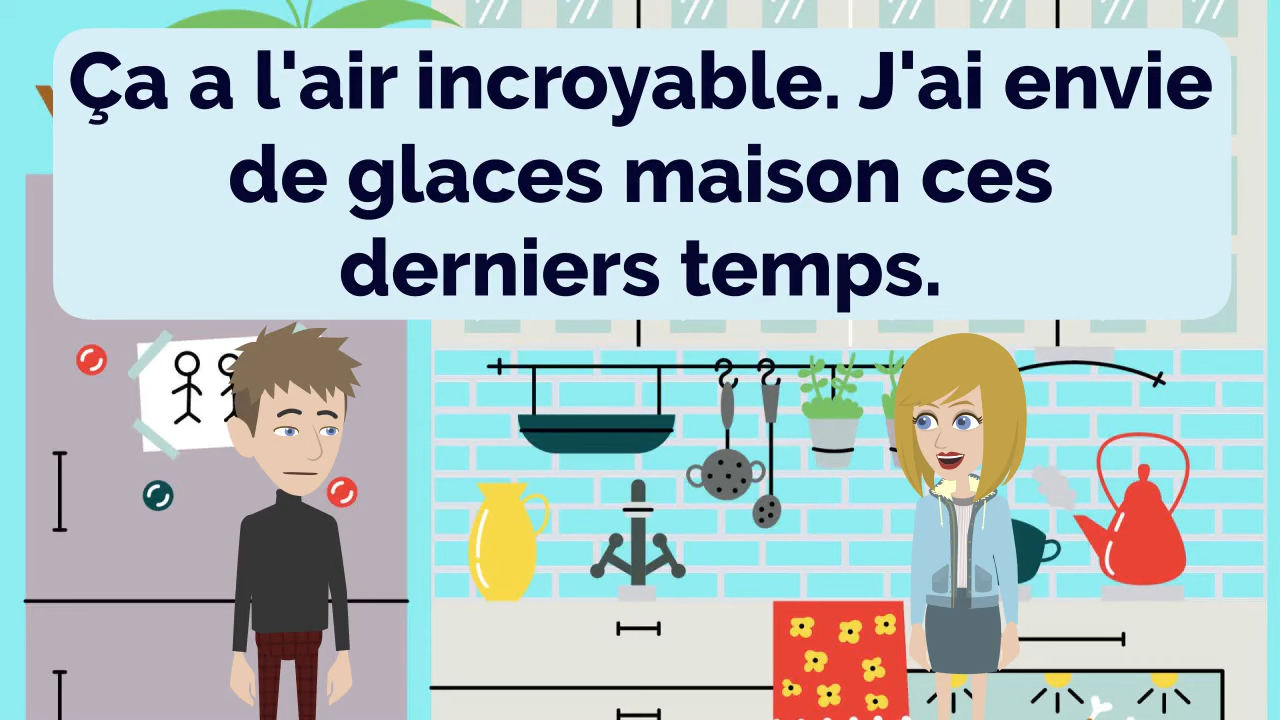 Ça a l'air incroyable. J'ai envie
de glaces maison ces
derniers temps.